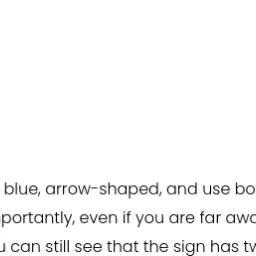 blue, arrow-shaped, and use bo
portantly, even if you are far awa
u can still see that the sign has tw